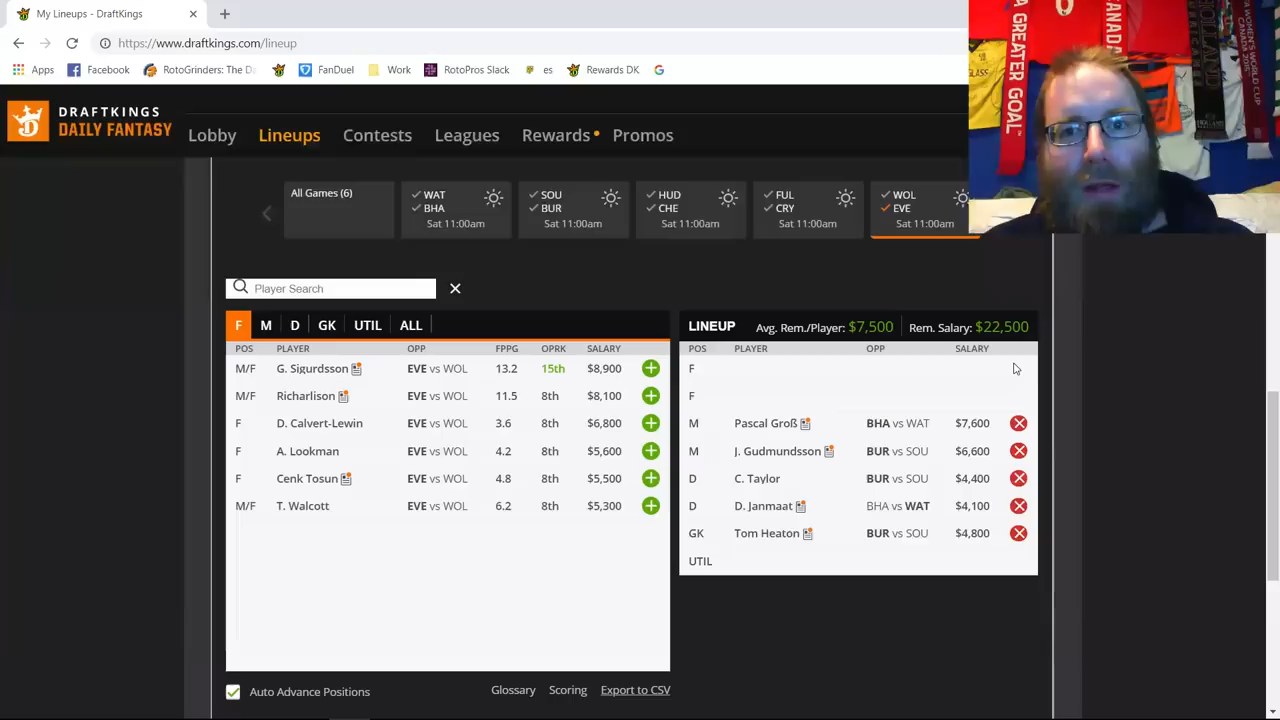 My Lineups - DraftKings
https://www.draftkings.com/lineup
Apps Facebook RotoGrinders: The Da FanDuel Work RotoPros Slack es Rewards DK
DRAFTKINGS
DAILY FANTASY
Lobby Lineups Contests Leagues Rewards Promos
All Games (6)
WAT
BHA
Sat 11:00am
SOU
BUR
Sat 11:00am
HUD
CHE
Sat 11:00am
FUL
CRY
Sat 11:00am
WOL
EVE
Sat 11:00am
Player Search
F M D GK UTIL ALL
POS PLAYER OPP FPPG OPRK SALARY
M/F G. Sigurdsson EVE vs WOL 13.2 15th $8,900
M/F Richarlison EVE vs WOL 11.5 8th $8,100
F D. Calvert-Lewin EVE vs WOL 3.6 8th $6,800
F A. Lookman EVE vs WOL 4.2 8th $5,600
F Cenk Tosun EVE vs WOL 4.8 8th $5,500
M/F T. Walcott EVE vs WOL 6.2 8th $5,300
LINEUP Avg. Rem./Player: $7,500 Rem. Salary: $22,500
POS PLAYER OPP SALARY
F
F
M Pascal Groß BHA vs WAT $7,600
M J. Gudmundsson BUR vs SOU $6,600
D C. Taylor BUR vs SOU $4,400
D D. Janmaat BHA vs WAT $4,100
GK Tom Heaton BUR vs SOU $4,800
UTIL
Auto Advance Positions
Glossary Scoring Export to CSV
A GREATER GOAL™
CANADA
HOLLAND